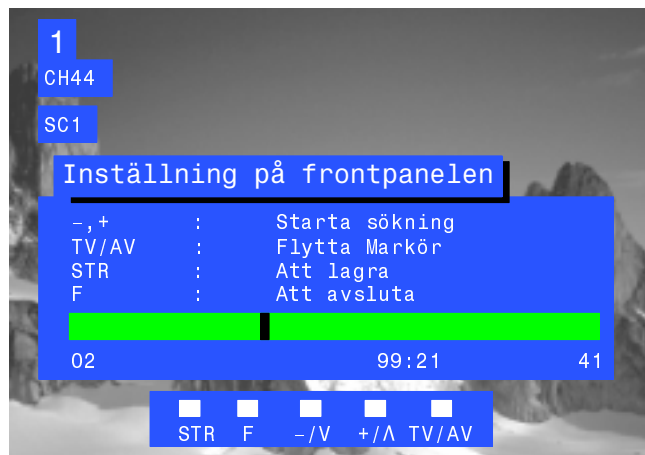 1
CH44
SC1
Inställning på frontpanelen
–,+ : Starta sökning
TV/AV : Flytta Markör
STR : Att lagra
F : Att avsluta
02 99:21 41
STR F –/V +/Λ TV/AV